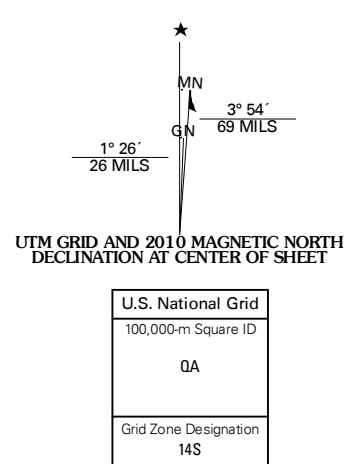 ★
MN
3° 54´
69 MILS
GN
1° 26´
26 MILS
UTM GRID AND 2010 MAGNETIC NORTH
DECLINATION AT CENTER OF SHEET
U.S. National Grid
100,000-m Square ID
QA
Grid Zone Designation
14S